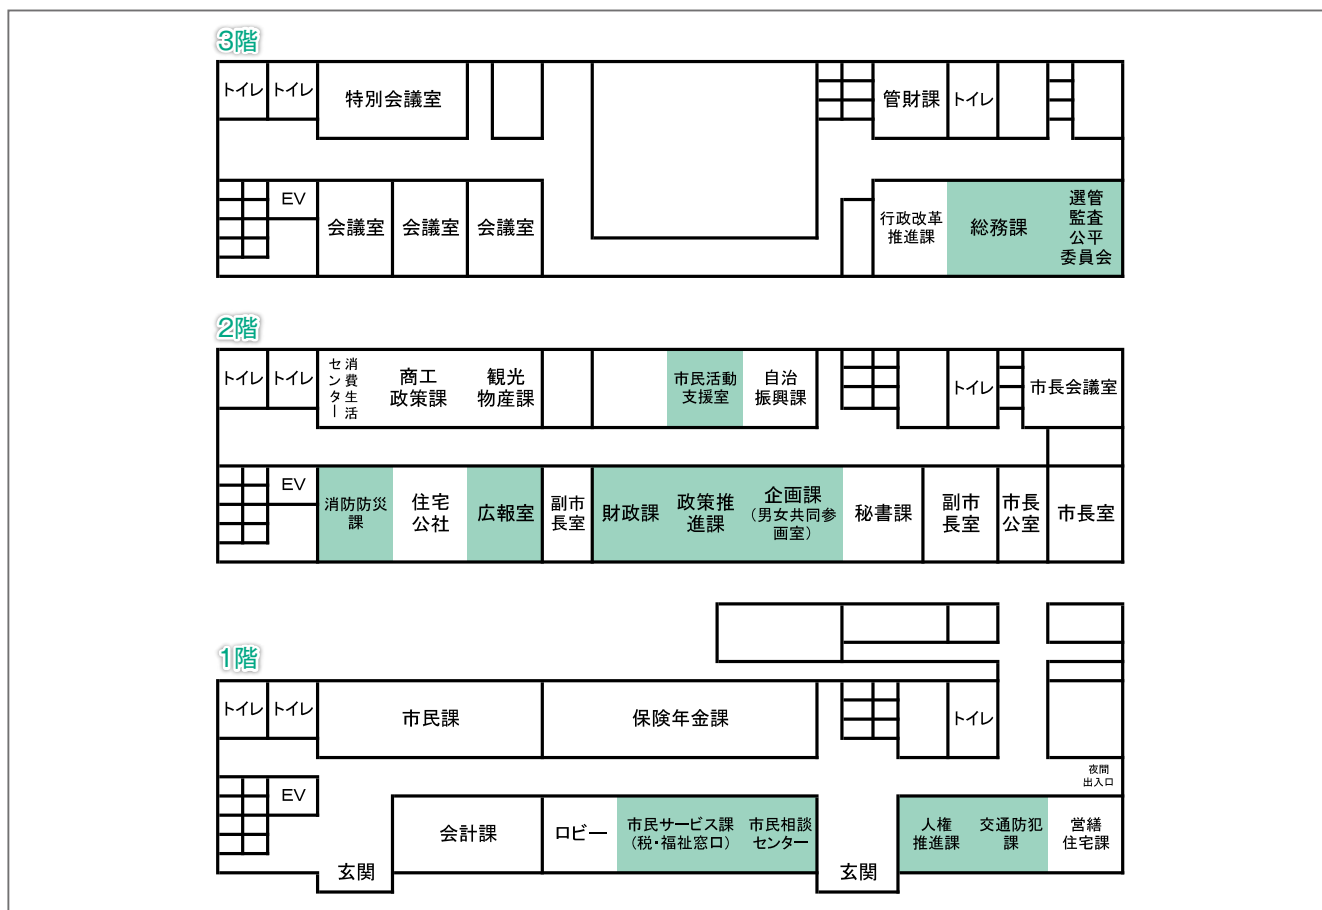 3階
トイレ
トイレ
特別会議室
管財課
トイレ
EV
会議室
会議室
会議室
行政改革
推進課
総務課
選管
監査
公平
委員会
2階
トイレ
トイレ
消費生活
センター
商工
政策課
観光
物産課
市民活動
支援室
自治
振興課
トイレ
市長会議室
EV
消防防災
課
住宅
公社
広報室
副市
長室
財政課
政策推
進課
企画課
(男女共同参
画室)
秘書課
副市
長室
市長
公室
市長室
1階
トイレ
トイレ
市民課
保険年金課
トイレ
夜間
出入口
EV
会計課
ロビー
市民サービス課
(税・福祉窓口)
市民相談
センター
人権
推進課
交通防犯
課
営繕
住宅課
玄関
玄関